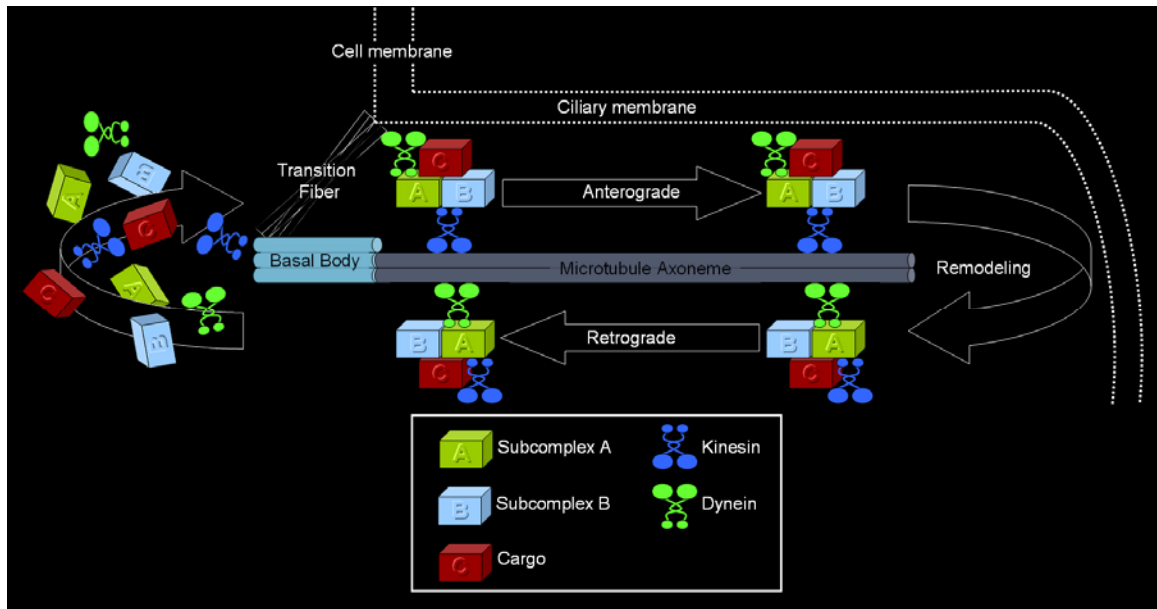 Cell membrane
Ciliary membrane
Transition
Fiber
C
A
B
Anterograde
C
A
B
B
A
C
Basal Body
Microtubule Axoneme
Remodeling
C
A
B
B
A
C
Retrograde
B
A
C
A
Subcomplex A
Kinesin
B
Subcomplex B
Dynein
C
Cargo